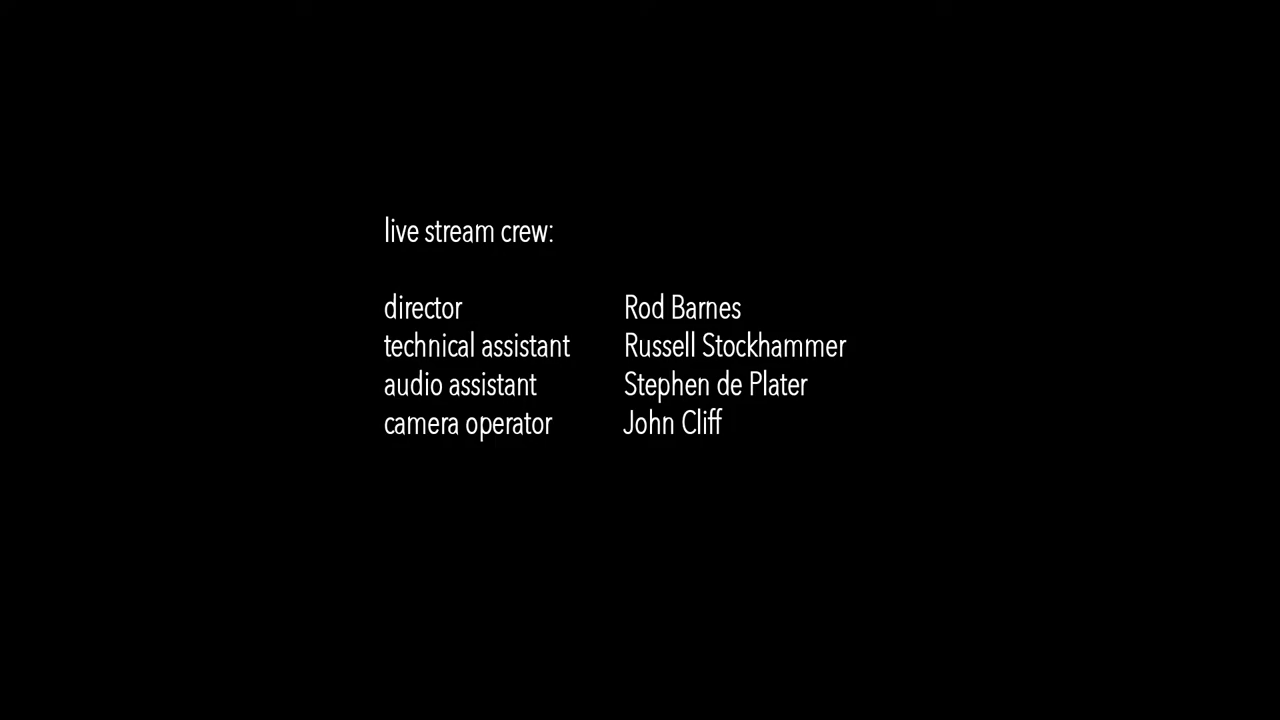 live stream crew:
director Rod Barnes
technical assistant Russell Stockhammer
audio assistant Stephen de Plater
camera operator John Cliff